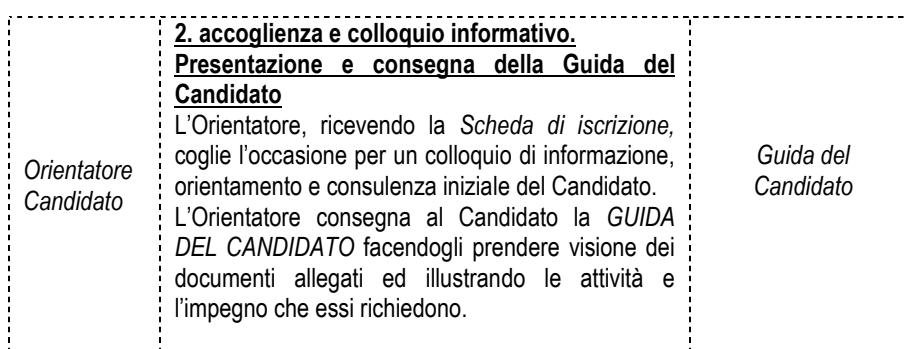 2. accoglienza e colloquio informativo.
Presentazione e consegna della Guida del
Candidato
L’Orientatore, ricevendo la Scheda di iscrizione,
coglie l’occasione per un colloquio di informazione,
orientamento e consulenza iniziale del Candidato.
L’Orientatore consegna al Candidato la GUIDA
DEL CANDIDATO facendogli prendere visione dei
documenti allegati ed illustrando le attività e
l’impegno che essi richiedono.
Orientatore
Candidato
Guida del
Candidato